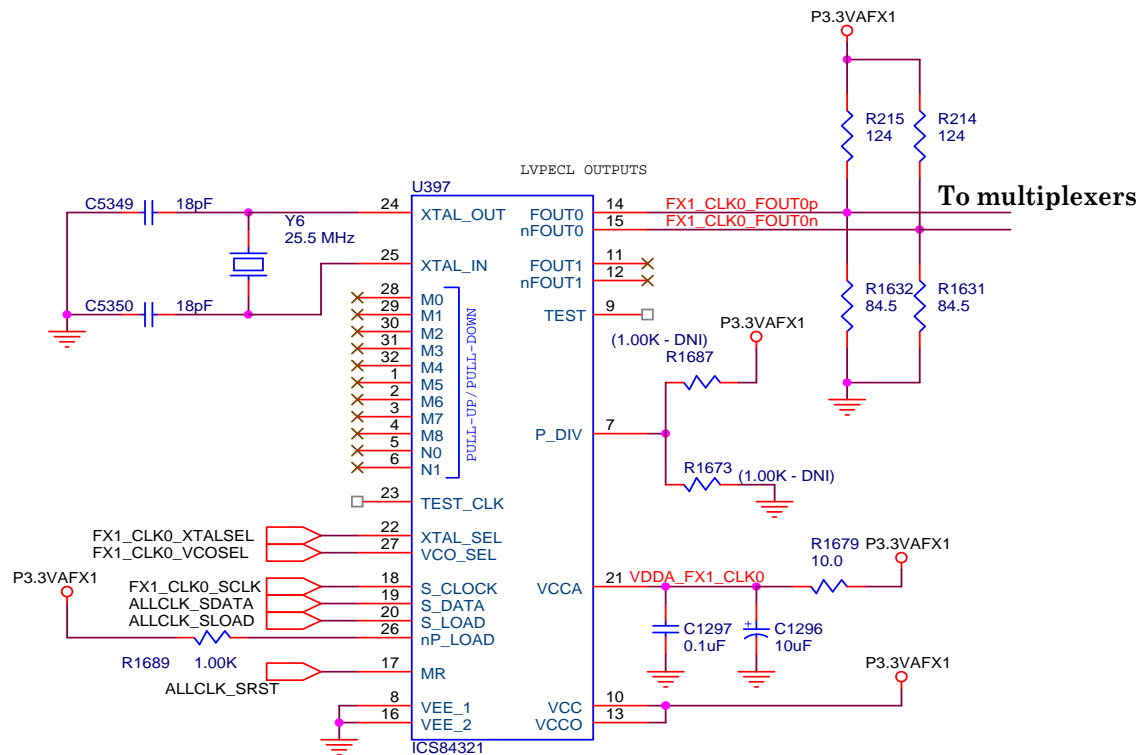 P3.3VAFX1
R215
124
R214
124
LVPECL OUTPUTS
U397
C5349 18pF
24 XTAL_OUT
Y6
25.5 MHz
25 XTAL_IN
C5350 18pF
28 M0
29 M1
30 M2
31 M3
32 M4
1 M5
2 M6
3 M7
4 M8
5 N0
6 N1
PULL-UP/PULL-DOWN
23 TEST_CLK
FX1_CLK0_XTALSEL 22 XTAL_SEL
FX1_CLK0_VCOSEL 27 VCO_SEL
P3.3VAFX1
FX1_CLK0_SCLK 18 S_CLOCK
ALLCLK_SDATA 19 S_DATA
ALLCLK_SLOAD 20 S_LOAD
26 nP_LOAD
R1689 1.00K
17 MR
ALLCLK_SRST
8 VEE_1
16 VEE_2
ICS84321
FOUT0 14 FX1_CLK0_FOUT0p
nFOUT0 15 FX1_CLK0_FOUT0n
To multiplexers
FOUT1 11
nFOUT1 12
TEST 9
R1632
84.5
R1631
84.5
P3.3VAFX1
(1.00K - DNI)
R1687
P_DIV 7
R1673 (1.00K - DNI)
R1679
10.0
P3.3VAFX1
VCCA 21 VDDA_FX1_CLK0
C1297
0.1uF
C1296
10uF
+
P3.3VAFX1
VCC 10
VCCO 13